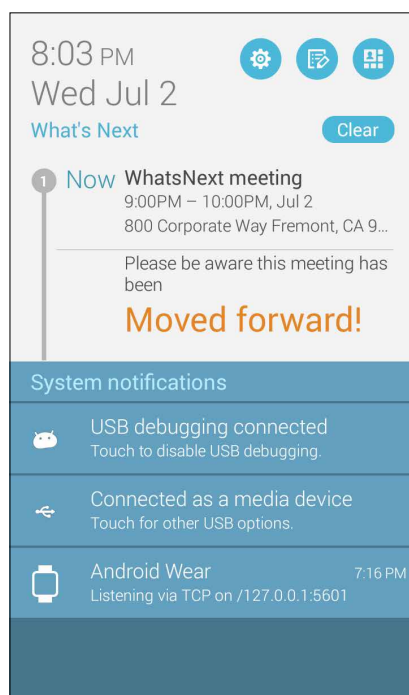 8:03 PM
Wed Jul 2
What's Next
Clear
1 Now WhatsNext meeting
9:00PM – 10:00PM, Jul 2
800 Corporate Way Fremont, CA 9...
Please be aware this meeting has
been
Moved forward!
System notifications
USB debugging connected
Touch to disable USB debugging.
Connected as a media device
Touch for other USB options.
Android Wear 7:16 PM
Listening via TCP on /127.0.0.1:5601